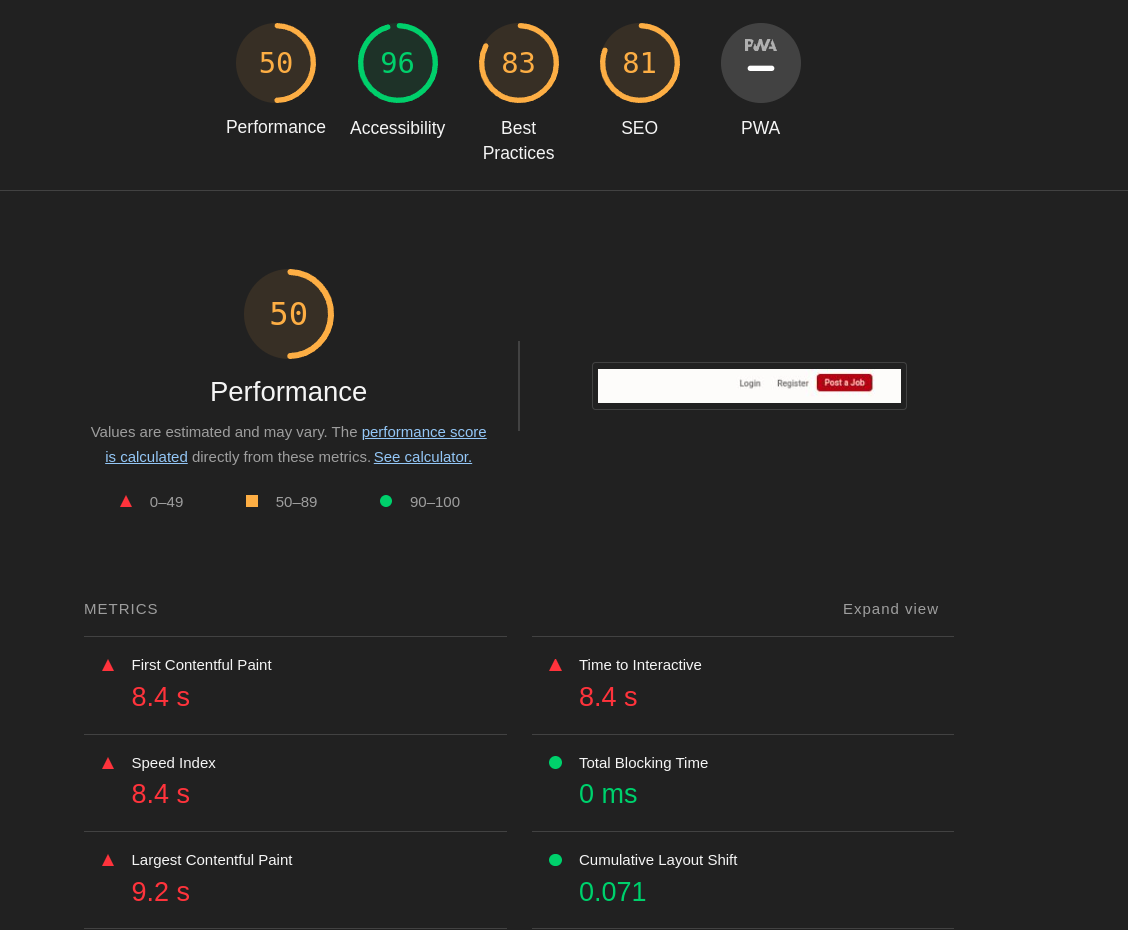 50
96
83
81
PWA
Performance
Accessibility
Best
Practices
SEO
PWA
50
Performance
Values are estimated and may vary. The performance score
is calculated directly from these metrics. See calculator.
0–49
50–89
90–100
Login
Register
Post a Job
METRICS
Expand view
First Contentful Paint
8.4 s
Time to Interactive
8.4 s
Speed Index
8.4 s
Total Blocking Time
0 ms
Largest Contentful Paint
9.2 s
Cumulative Layout Shift
0.071